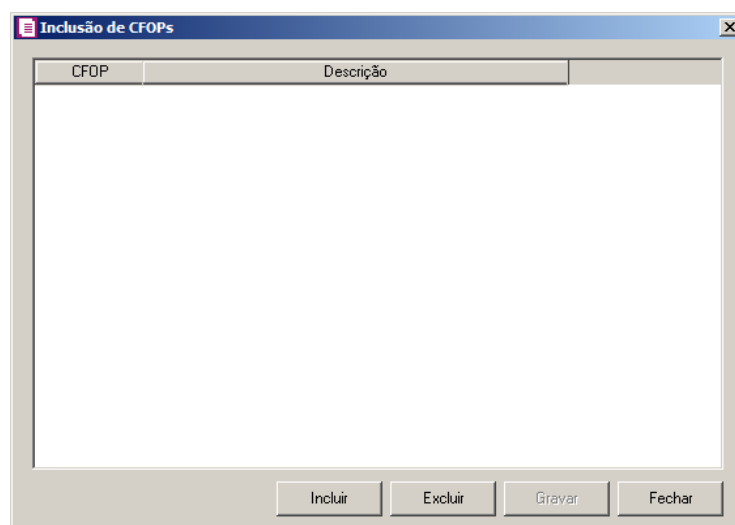 Inclusão de CFOPs
CFOP Descrição
Incluir Excluir Gravar Fechar